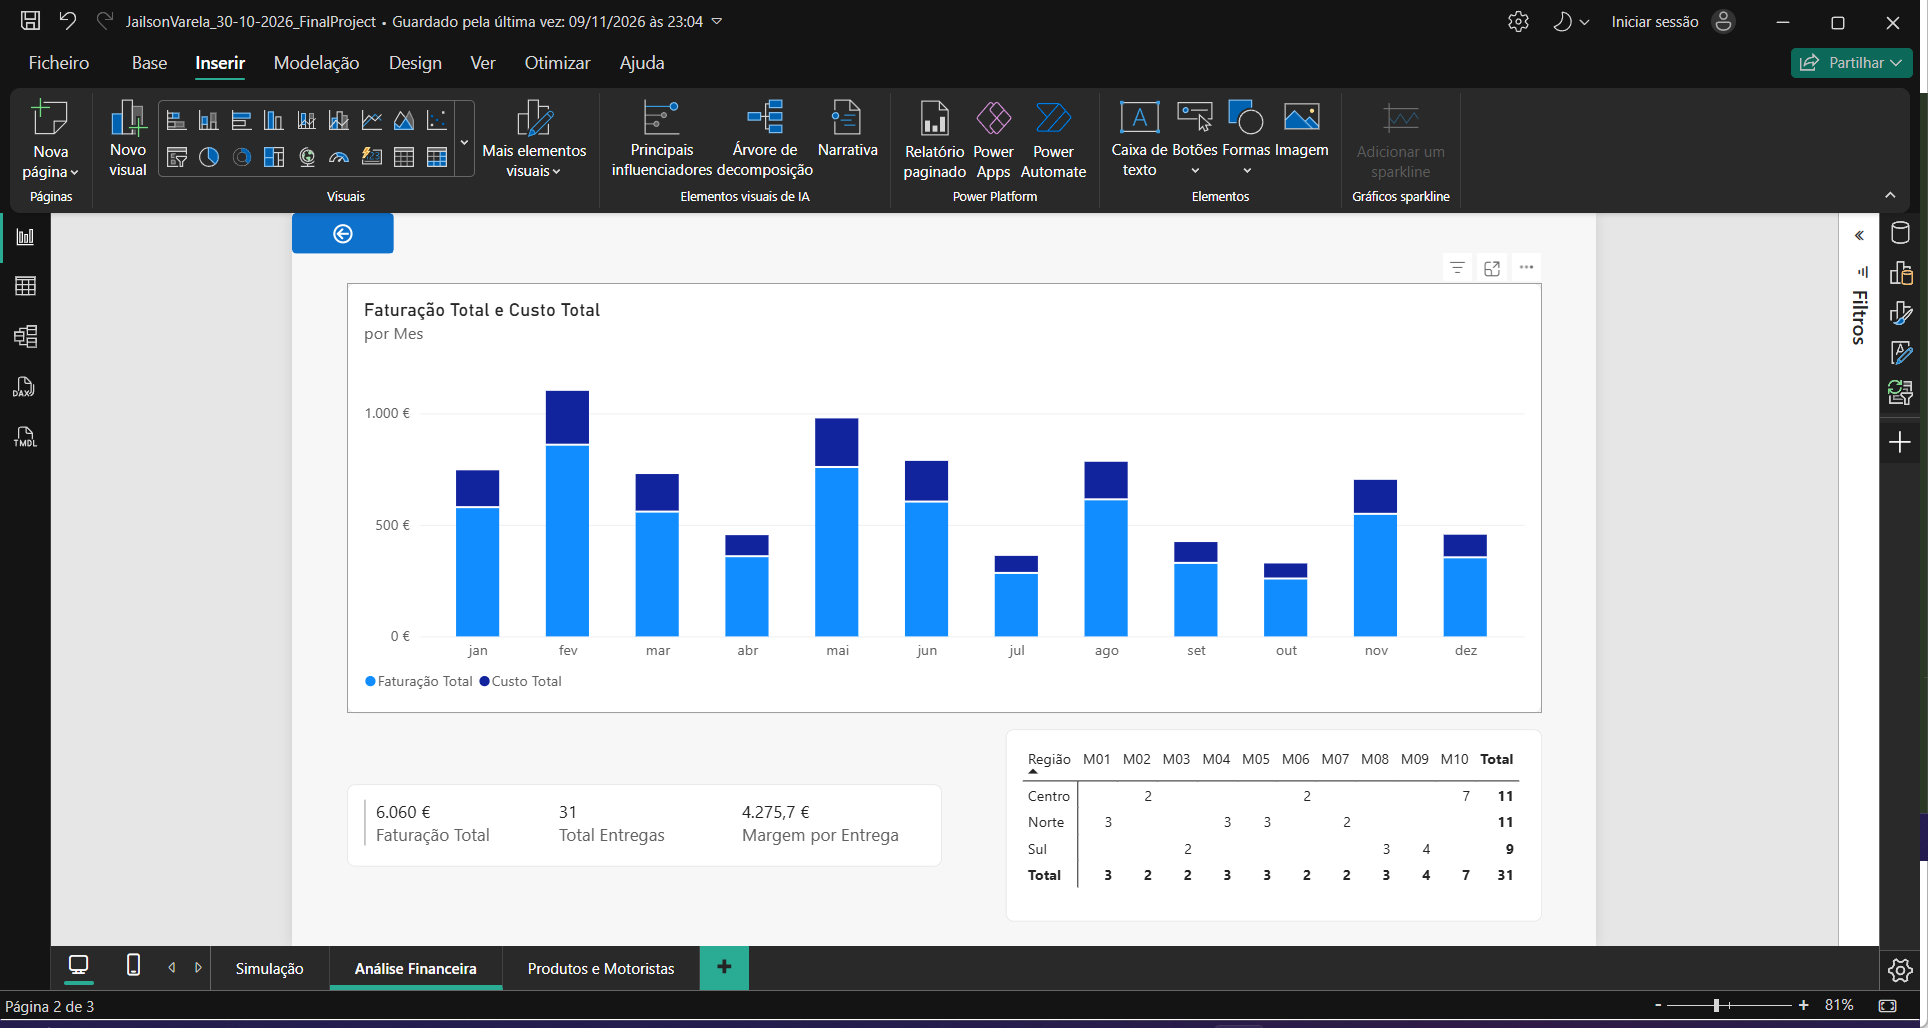 JailsonVarela_30-10-2026_FinalProject • Guardado pela última vez: 09/11/2026 às 23:04
Iniciar sessão
Ficheiro Base Inserir Modelação Design Ver Otimizar Ajuda
Partilhar
Nova página
Páginas
Novo visual
Mais elementos visuais
Visuais
Principais influenciadores
Árvore de decomposição
Narrativa
Elementos visuais de IA
Relatório paginado
Power Apps
Power Automate
Power Platform
Caixa de texto
Botões
Formas
Imagem
Elementos
Adicionar um sparkline
Gráficos sparkline
DAX
TMDL
Filtros
Faturação Total e Custo Total
por Mes
1.000 €
500 €
0 €
jan fev mar abr mai jun jul ago set out nov dez
Faturação Total Custo Total
6.060 € 31 4.275,7 €
Faturação Total Total Entregas Margem por Entrega
Região M01 M02 M03 M04 M05 M06 M07 M08 M09 M10 Total
Centro 2 2 7 11
Norte 3 3 3 2 11
Sul 2 3 4 9
Total 3 2 2 3 3 2 2 3 4 7 31
Simulação Análise Financeira Produtos e Motoristas +
Página 2 de 3
- + 81%